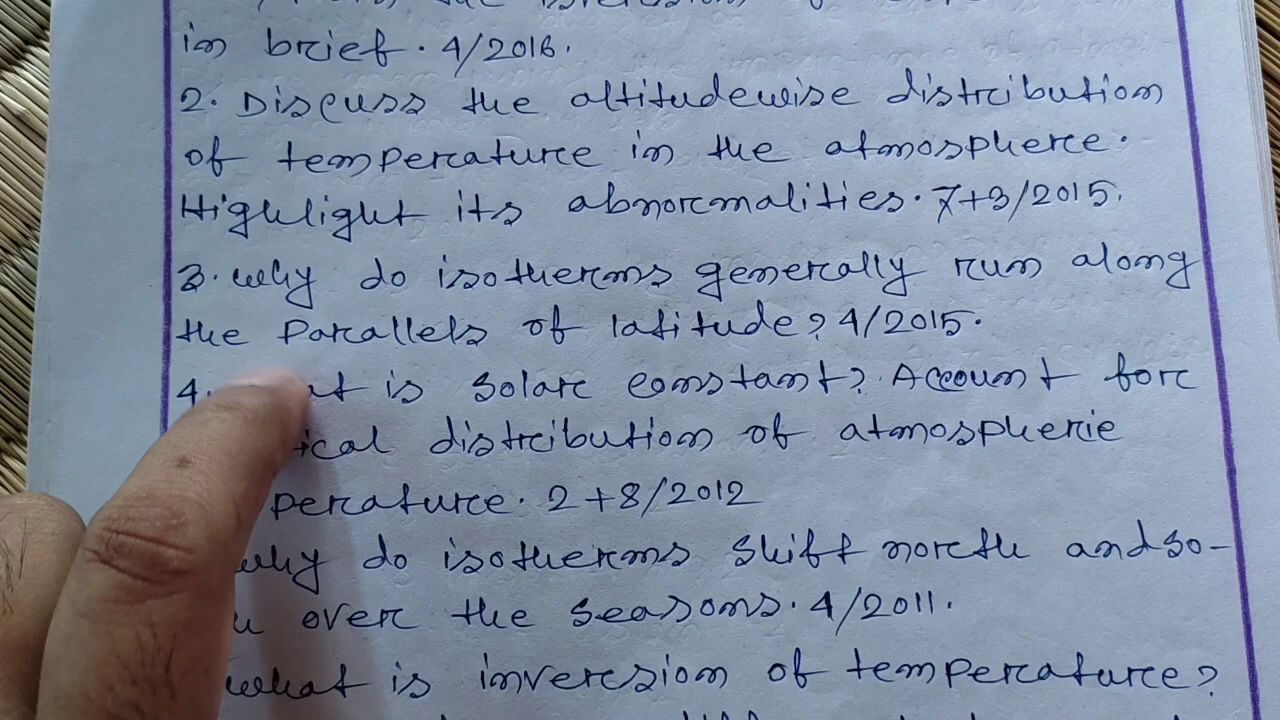 in brief. 4/2016.
2. Discuss the altitudewise distribution
of temperature in the atmosphere.
Highlight its abnormalities. 7+3/2015.
3. Why do isotherms generally run along
the Parallels of latitude? 4/2015.
4. is Solar constant? Account for
distribution of atmospheric
2+8/2012
why do isotherms shift north and so-
over the seasons. 4/2011.
what is inversion of temperature?